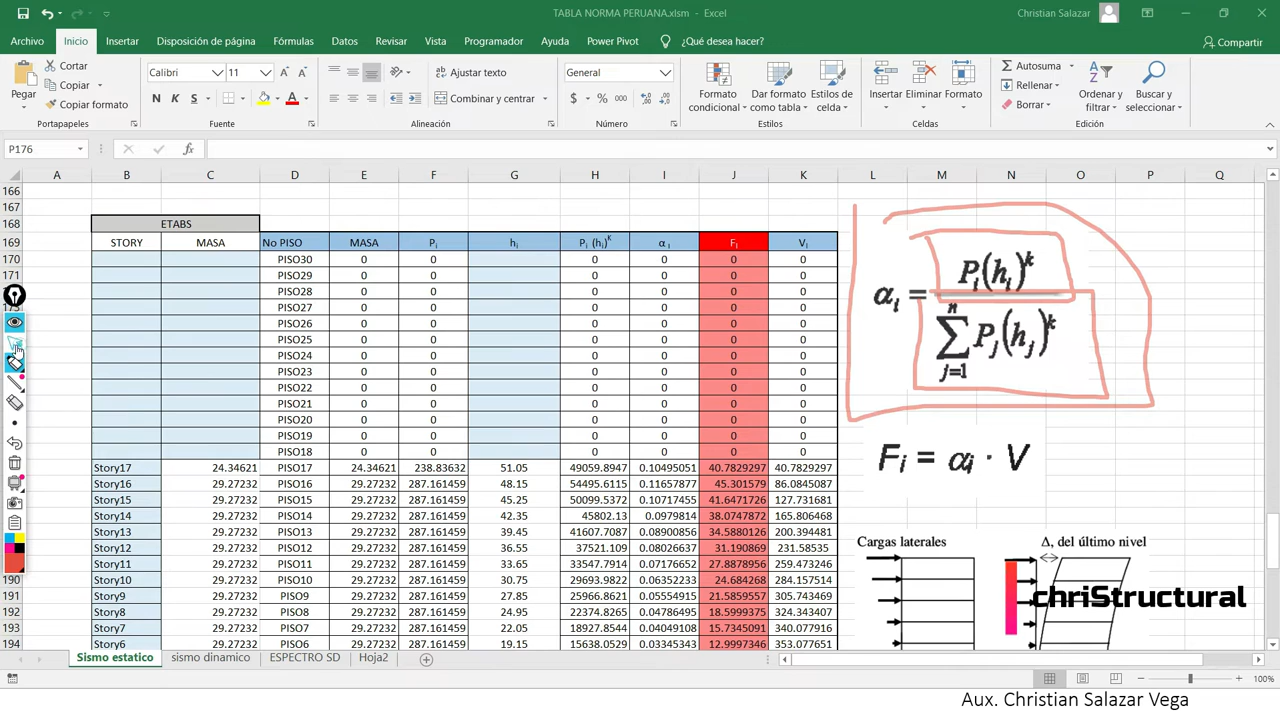 TABLA NORMA PERUANA.xlsm - Excel
Christian Salazar
Archivo Inicio Insertar Disposición de página Fórmulas Datos Revisar Vista Programador Ayuda Power Pivot ¿Qué desea hacer? Compartir
Pegar
Cortar
Copiar
Copiar formato
Portapapeles
Calibri 11
N K S
Fuente
Ajustar texto
Combinar y centrar
Alineación
General
$ % 000
Número
Formato condicional
Dar formato como tabla
Estilos de celda
Estilos
Insertar Eliminar Formato
Celdas
Autosuma
Rellenar
Borrar
Ordenar y filtrar
Buscar y seleccionar
Edición
P176 fx
A B C D E F G H I J K L M N O P Q
166
167
168 ETABS
169 STORY MASA No PISO MASA Pi hi Pi (hi)^K α i Fi Vi
170 PISO30 0 0 0 0 0 0
171 PISO29 0 0 0 0 0 0
PISO28 0 0 0 0 0 0
PISO27 0 0 0 0 0 0
PISO26 0 0 0 0 0 0
PISO25 0 0 0 0 0 0
PISO24 0 0 0 0 0 0
PISO23 0 0 0 0 0 0
PISO22 0 0 0 0 0 0
PISO21 0 0 0 0 0 0
PISO20 0 0 0 0 0 0
PISO19 0 0 0 0 0 0
PISO18 0 0 0 0 0 0
Story17 24.34621 PISO17 24.34621 238.83632 51.05 49059.8947 0.10495051 40.7829297 40.7829297
Story16 29.27232 PISO16 29.27232 287.161459 48.15 54495.6115 0.11657877 45.301579 86.0845087
Story15 29.27232 PISO15 29.27232 287.161459 45.25 50099.5372 0.10717455 41.6471726 127.731681
Story14 29.27232 PISO14 29.27232 287.161459 42.35 45802.13 0.0979814 38.0747872 165.806468
Story13 29.27232 PISO13 29.27232 287.161459 39.45 41607.7087 0.08900856 34.5880126 200.394481
Story12 29.27232 PISO12 29.27232 287.161459 36.55 37521.109 0.08026637 31.190869 231.58535
Story11 29.27232 PISO11 29.27232 287.161459 33.65 33547.7914 0.07176652 27.8878956 259.473246
190 Story10 29.27232 PISO10 29.27232 287.161459 30.75 29693.9822 0.06352233 24.684268 284.157514
191 Story9 29.27232 PISO9 29.27232 287.161459 27.85 25966.8621 0.05554919 21.5859557 305.743469
192 Story8 29.27232 PISO8 29.27232 287.161459 24.95 22374.8265 0.04786495 18.5999375 324.343407
193 Story7 29.27232 PISO7 29.27232 287.161459 22.05 18927.8544 0.04049108 15.7345091 340.077916
194 Story6 29.27232 PISO6 29.27232 287.161459 19.15 15638.0529 0.03345343 12.9997346 353.077651
αi = Pi(hi)^k / ∑ j=1 n Pj(hj)^k
Fi = αi · V
Cargas laterales
Δ, del último nivel
chriStructural
Sismo estatico sismo dinamico ESPECTRO SD Hoja2
100%
Aux. Christian Salazar Vega